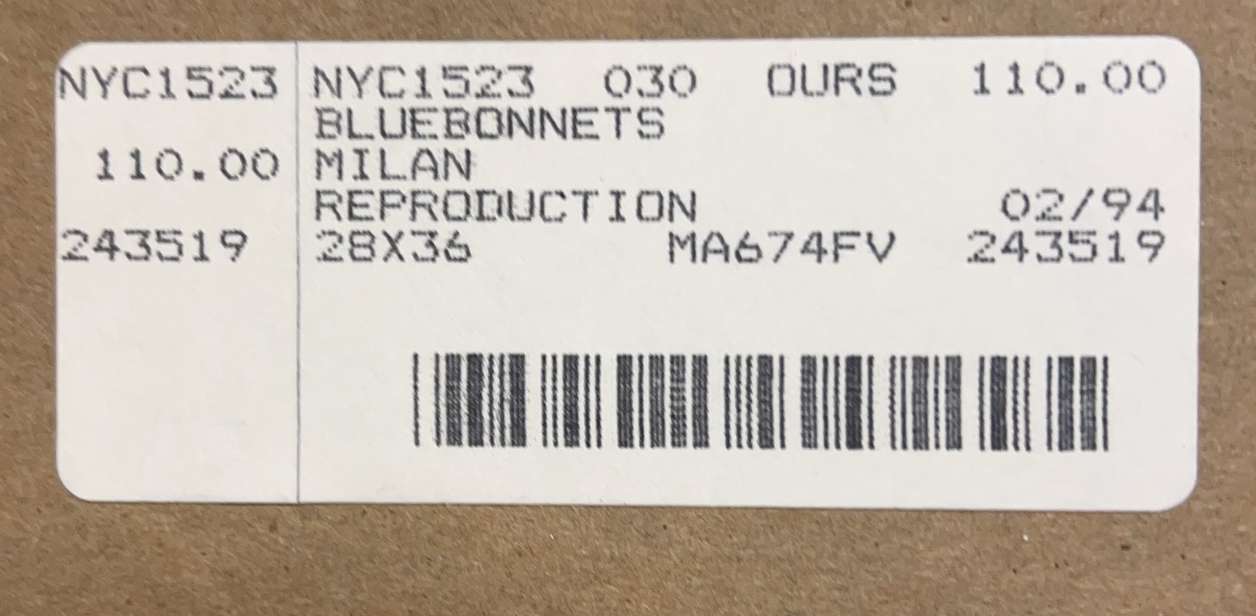 NYC1523
110.00
243519
NYC1523 030 OURS 110.00
BLUEBONNETS
MILAN
REPRODUCTION 02/94
28X36 MA674FV 243519